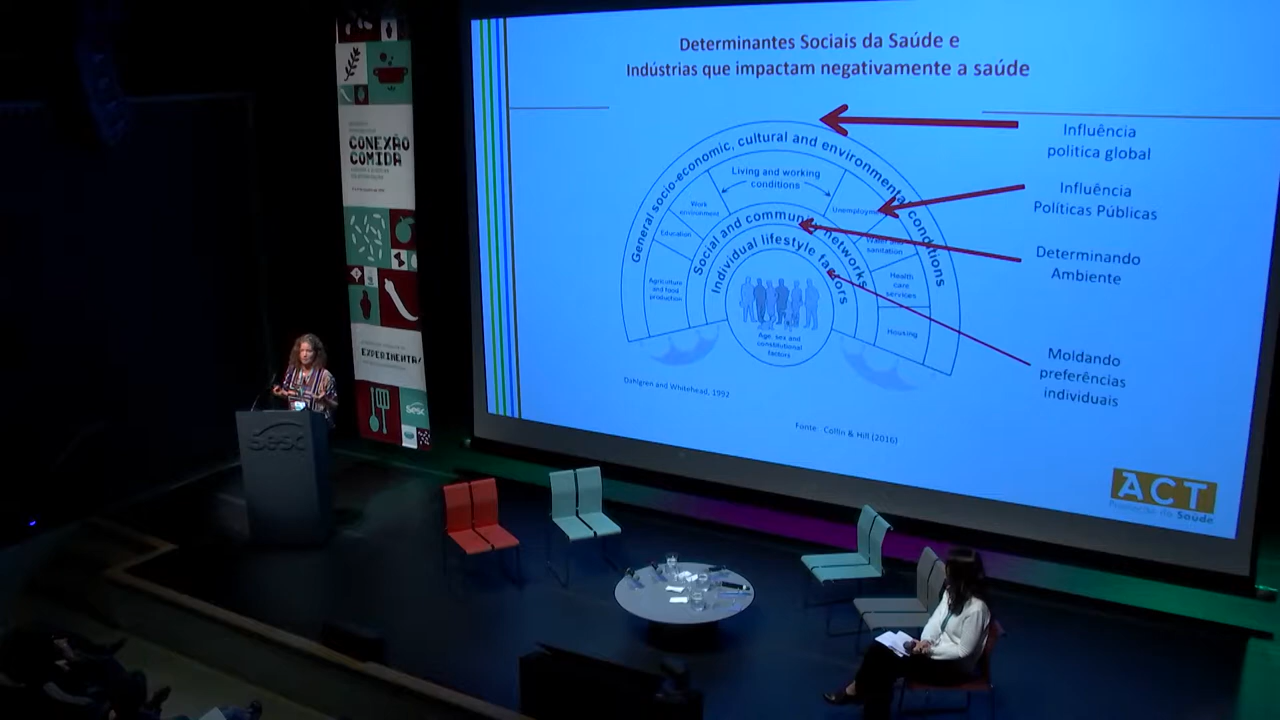 Determinantes Sociais da Saúde e
Indústrias que impactam negativamente a saúde
General socio-economic, cultural and environmental conditions
Living and working
conditions
Work
environment
Unemployment
Education
Water and
sanitation
Social and community networks
Individual lifestyle factors
Agriculture
and food
production
Health
care
services
Housing
Age, sex and
constitutional
factors
Dahlgren and Whitehead, 1992
Fonte: Collin & Hill (2016)
Influência
politica global
Influência
Políticas Públicas
Determinando
Ambiente
Moldando
preferências
individuais
ACT
Promoção da Saúde
CONEXÃO
COMIDA
EXPERIMENTA!
Sesc
Sesc